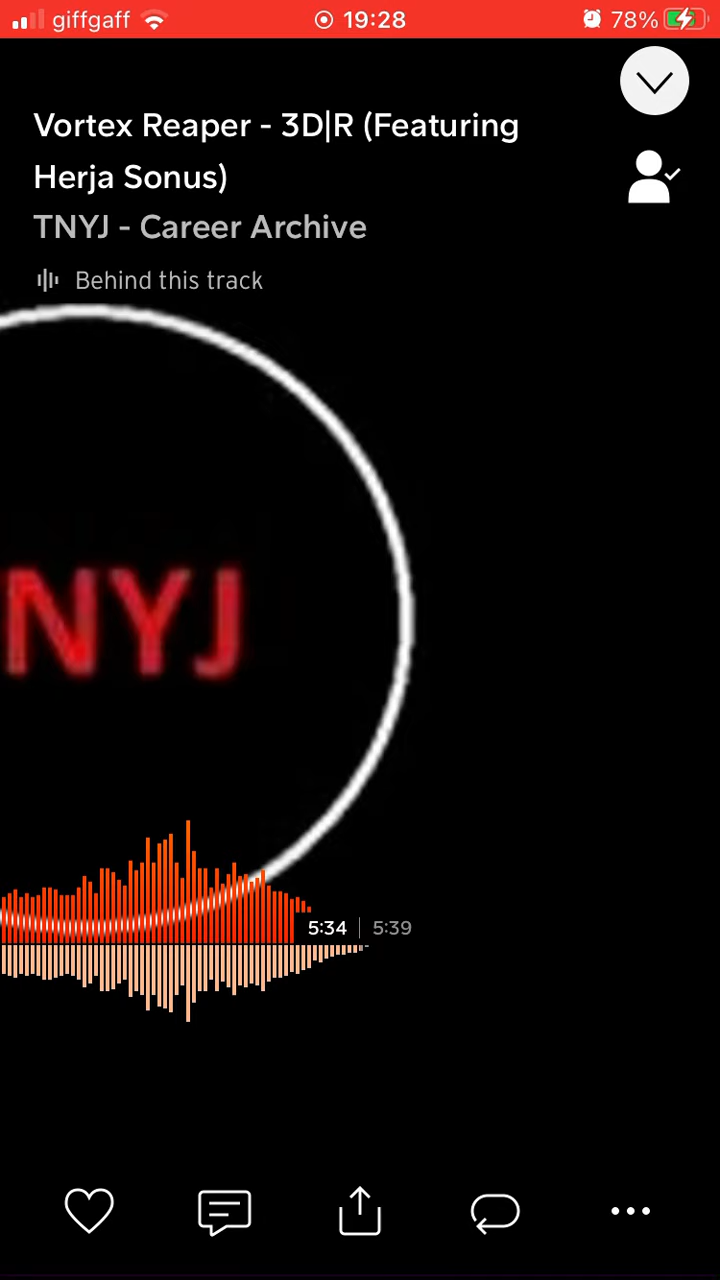 giffgaff 19:28 78%
Vortex Reaper - 3D|R (Featuring
Herja Sonus)
TNYJ - Career Archive
Behind this track
NYJ
5:34 | 5:39